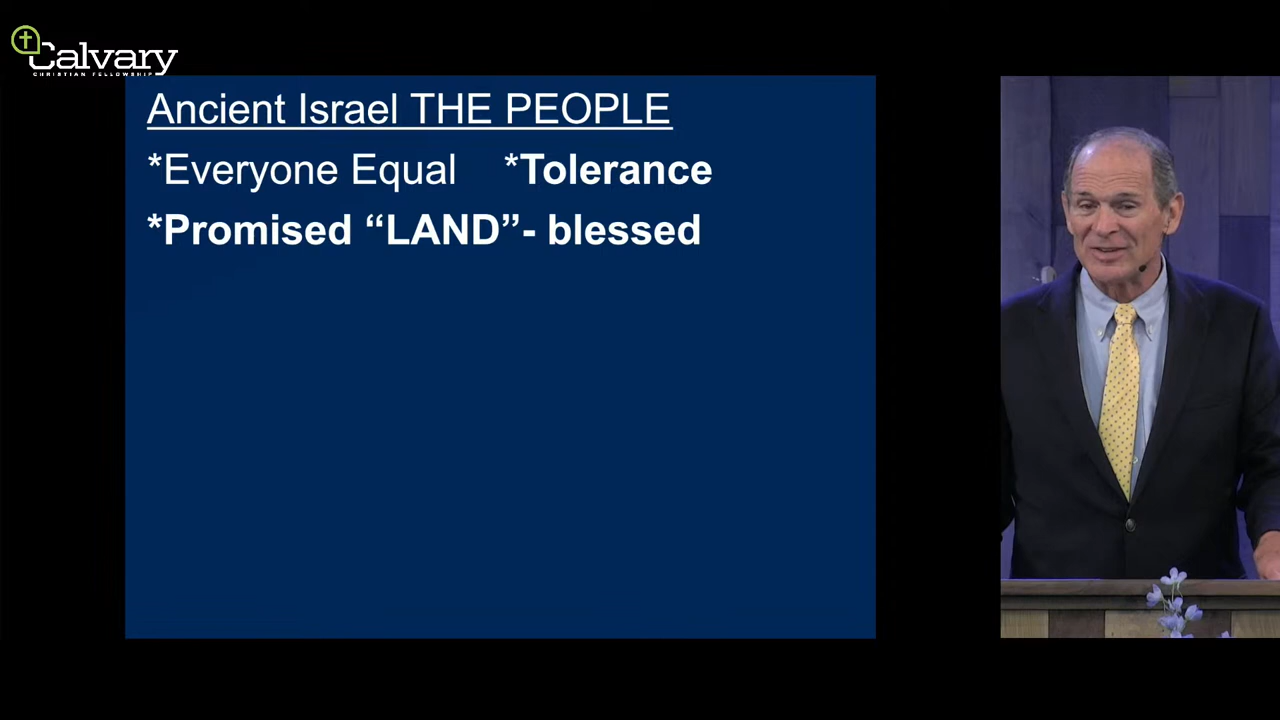 Calvary
CHRISTIAN FELLOWSHIP
Ancient Israel THE PEOPLE
*Everyone Equal *Tolerance
*Promised “LAND”- blessed